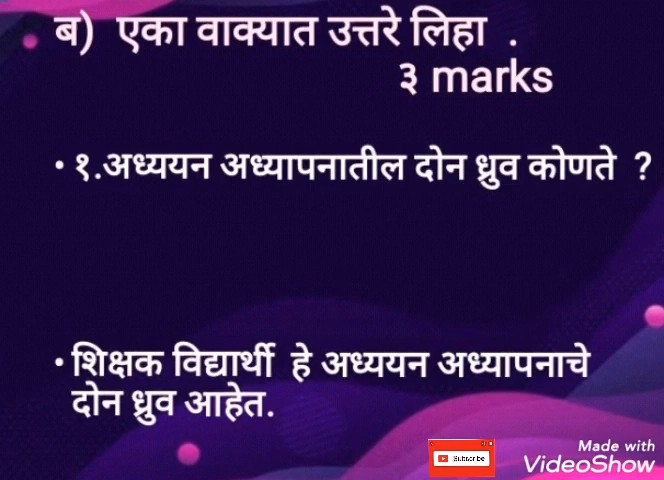 ब) एका वाक्यात उत्तरे लिहा .
३ marks
• १.अध्ययन अध्यापनातील दोन ध्रुव कोणते ?
• शिक्षक विद्यार्थी हे अध्ययन अध्यापनाचे
दोन ध्रुव आहेत.
Subscribe
Made with
VideoShow